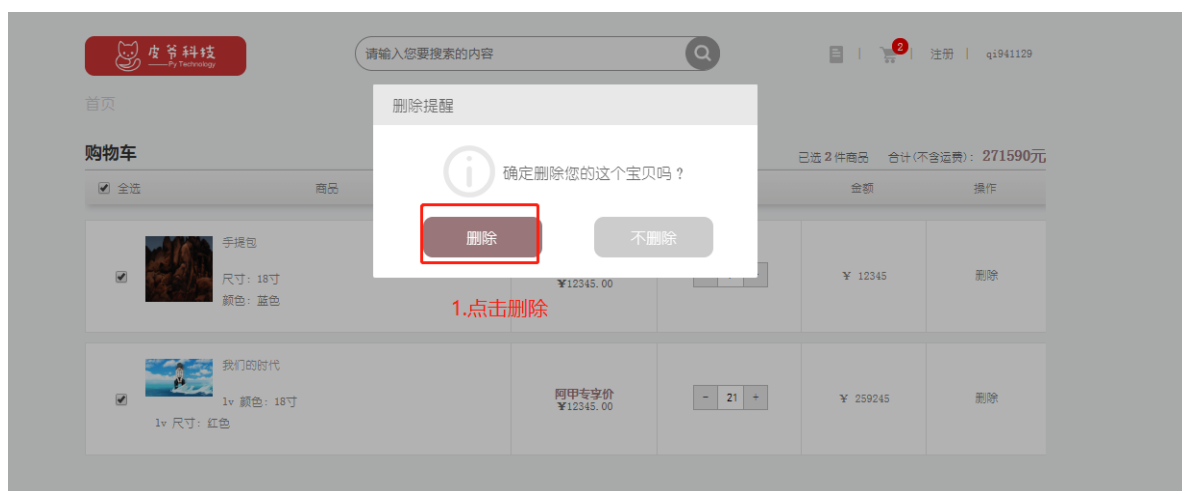 皮爷科技
Py Technology
请输入您要搜索的内容
2
注册
qi941129
首页
删除提醒
购物车
已选 2 件商品 合计(不含运费): 271590元
确定删除您的这个宝贝吗？
全选 商品 金额 操作
删除 不删除
手提包
尺寸: 18寸
颜色: 蓝色
¥12345.00
¥ 12345
删除
1.点击删除
我们的时代
lv 颜色: 18寸
lv 尺寸: 红色
阿甲专享价
¥12345.00
- 21 +
¥ 259245
删除